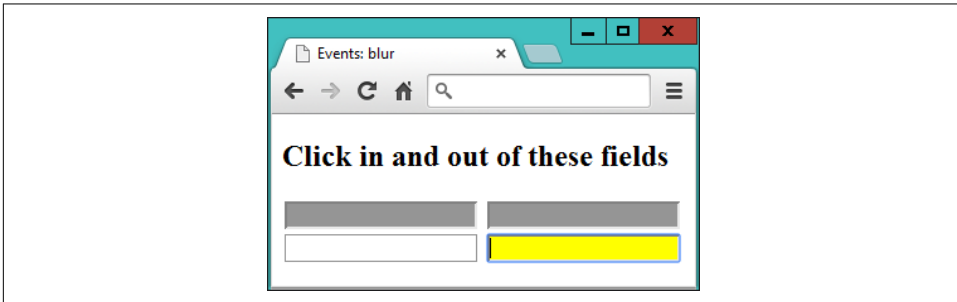 Events: blur
Click in and out of these fields